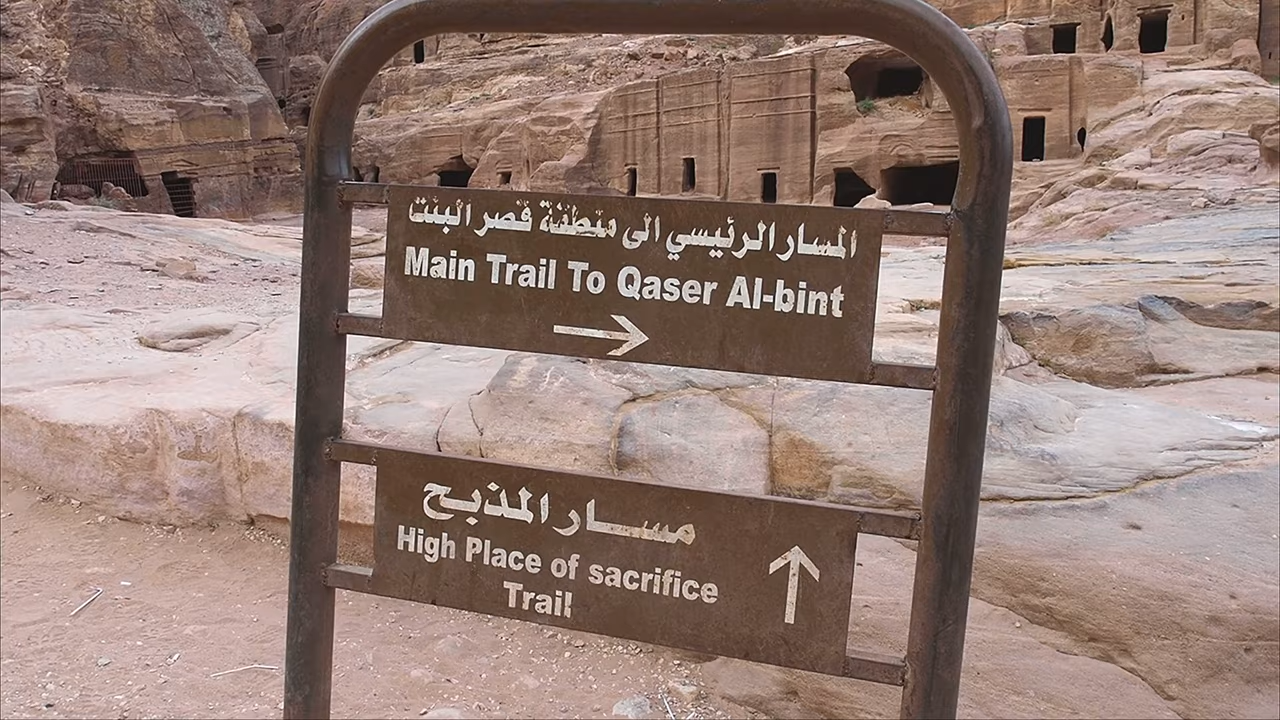 المسار الرئيسي الى منطقة قصر البنت
Main Trail To Qaser Al-bint
مسار المذبح
High Place of sacrifice
Trail